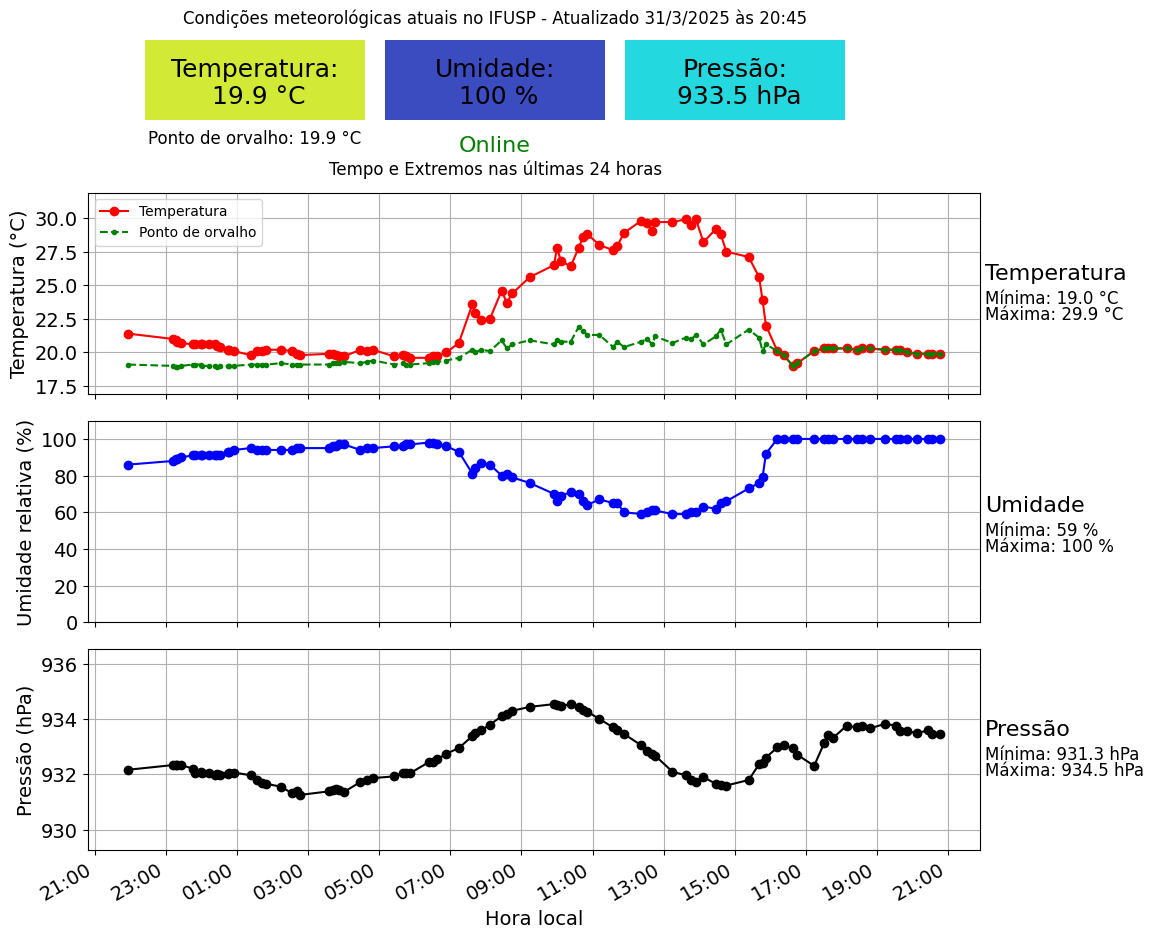 Condições meteorológicas atuais no IFUSP - Atualizado 31/3/2025 às 20:45
Temperatura:
19.9 °C
Umidade:
100 %
Pressão:
933.5 hPa
Ponto de orvalho: 19.9 °C
Online
Tempo e Extremos nas últimas 24 horas
Temperatura (°C)
30.0
27.5
25.0
22.5
20.0
17.5
Temperatura
Ponto de orvalho
Temperatura
Mínima: 19.0 °C
Máxima: 29.9 °C
Umidade relativa (%)
100
80
60
40
20
0
Umidade
Mínima: 59 %
Máxima: 100 %
Pressão (hPa)
936
934
932
930
Pressão
Mínima: 931.3 hPa
Máxima: 934.5 hPa
21:00 23:00 01:00 03:00 05:00 07:00 09:00 11:00 13:00 15:00 17:00 19:00 21:00
Hora local